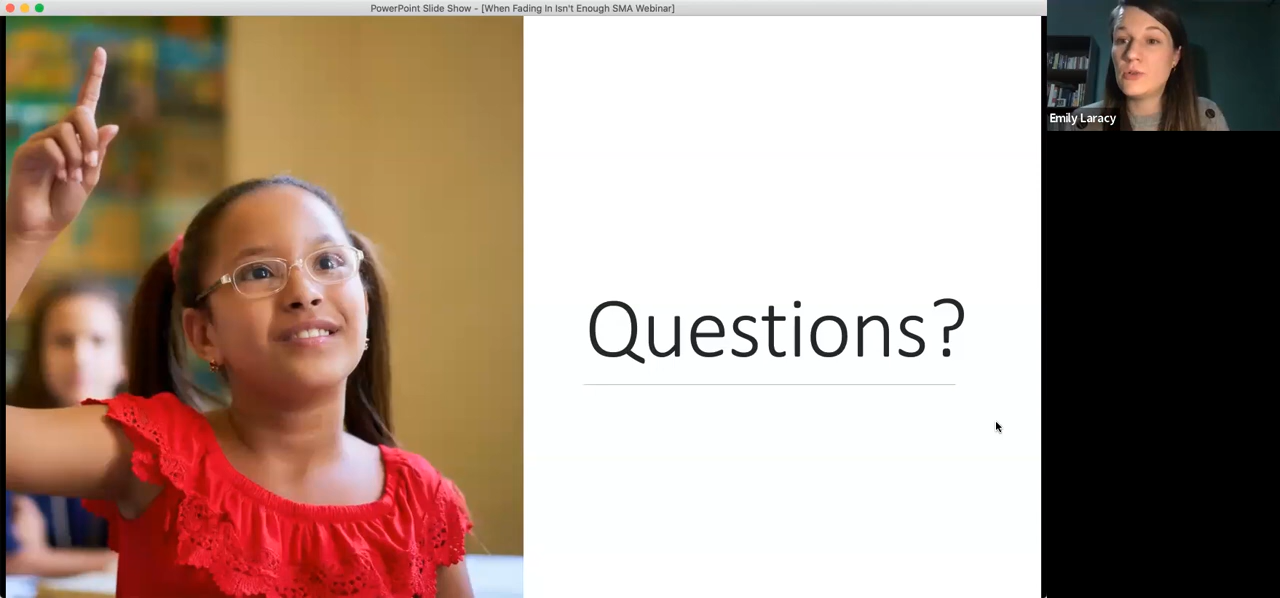 PowerPoint Slide Show - [When Fading In Isn't Enough SMA Webinar]
Emily Laracy
Questions?